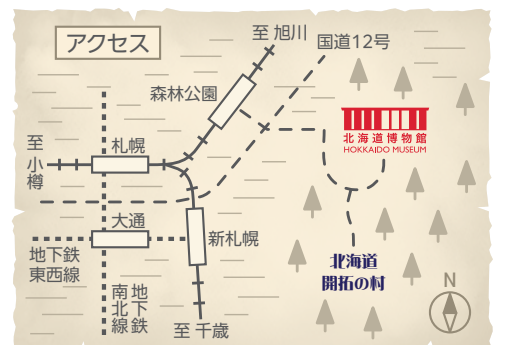 アクセス
至 旭川
国道12号
森林公園
北海道博物館
HOKKAIDO MUSEUM
至
小
樽
札幌
大通
新札幌
地下鉄
東西線
北海道
開拓の村
地下鉄
南北線
至 千歳
N